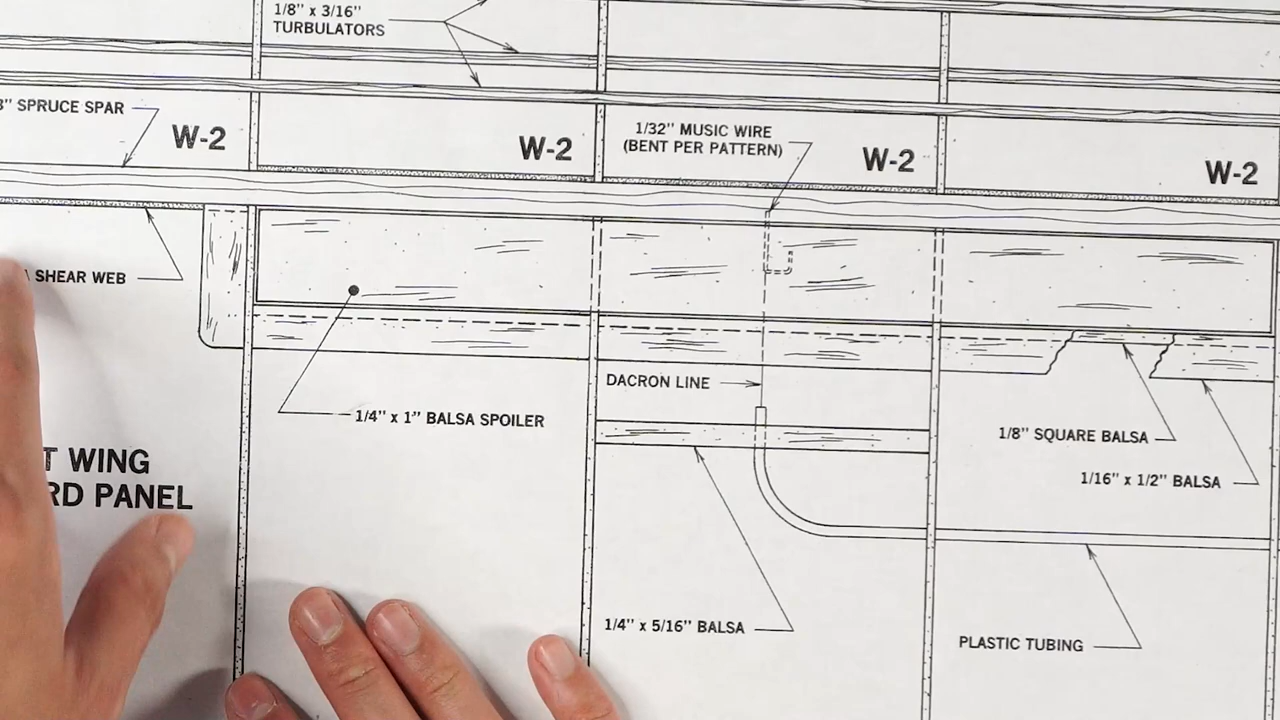 1/8" x 3/16"
TURBULATORS
8" SPRUCE SPAR
W-2
W-2
1/32" MUSIC WIRE
(BENT PER PATTERN)
W-2
W-2
SHEAR WEB
DACRON LINE
1/4" x 1" BALSA SPOILER
1/8" SQUARE BALSA
1/16" x 1/2" BALSA
T WING
RD PANEL
1/4" x 5/16" BALSA
PLASTIC TUBING